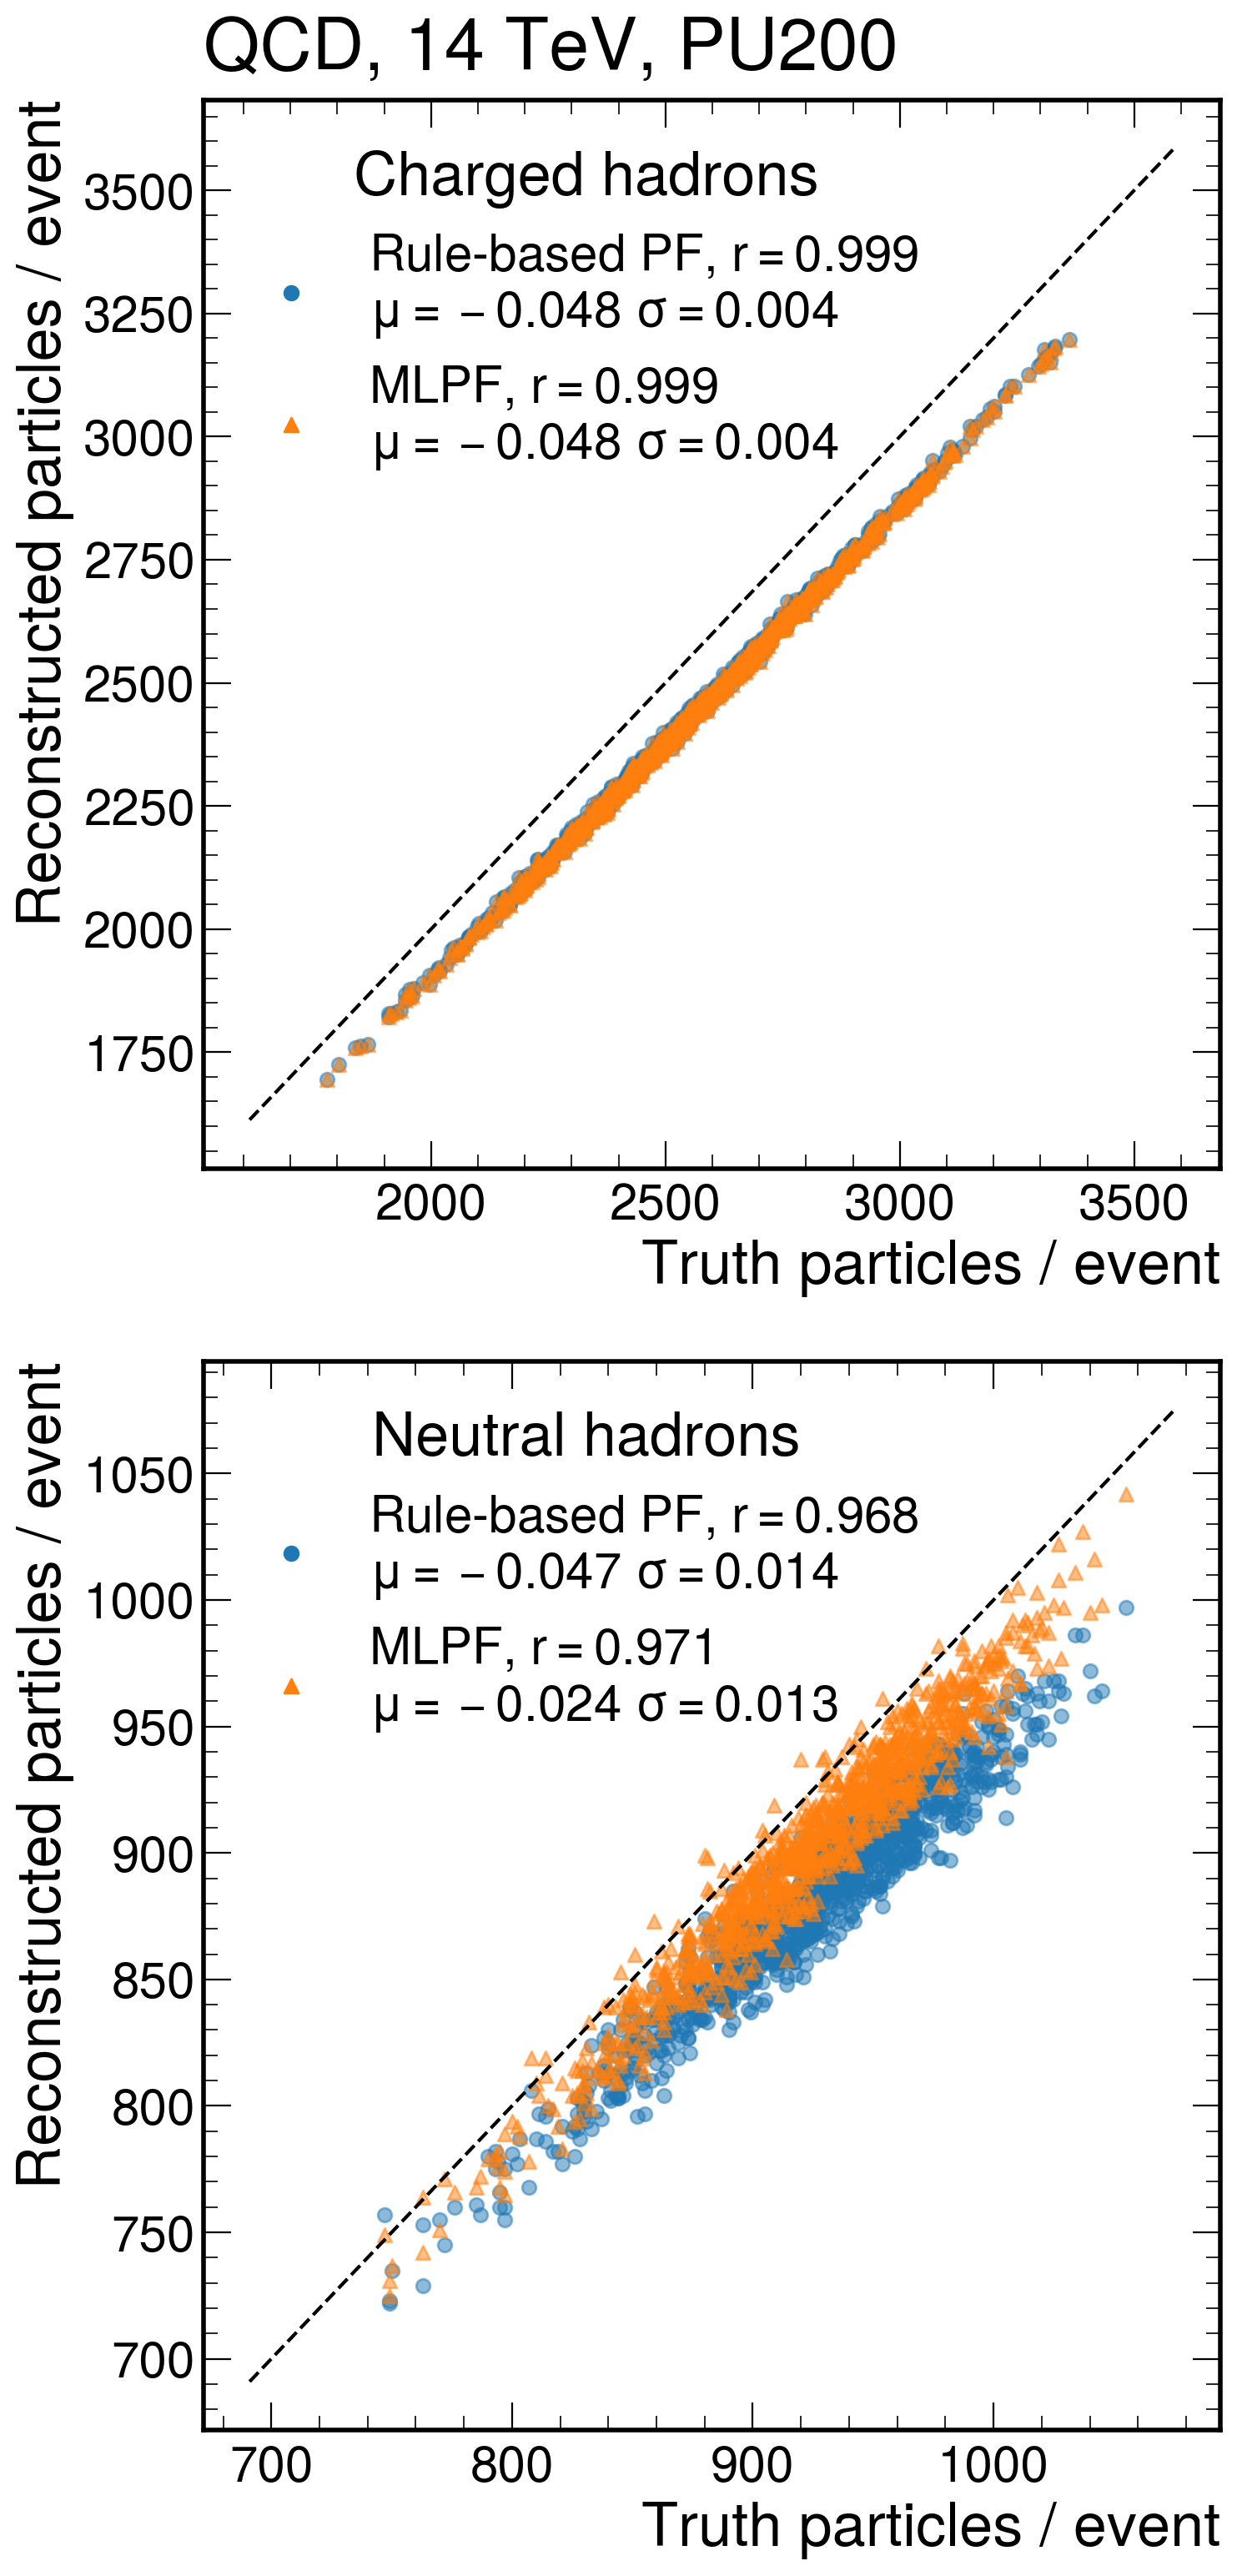 QCD, 14 TeV, PU200
Charged hadrons
Rule-based PF, r = 0.999
μ = − 0.048 σ = 0.004
MLPF, r = 0.999
μ = − 0.048 σ = 0.004
Reconstructed particles / event
3500
3250
3000
2750
2500
2250
2000
1750
2000 2500 3000 3500
Truth particles / event
Neutral hadrons
Rule-based PF, r = 0.968
μ = − 0.047 σ = 0.014
MLPF, r = 0.971
μ = − 0.024 σ = 0.013
Reconstructed particles / event
1050
1000
950
900
850
800
750
700
700 800 900 1000
Truth particles / event